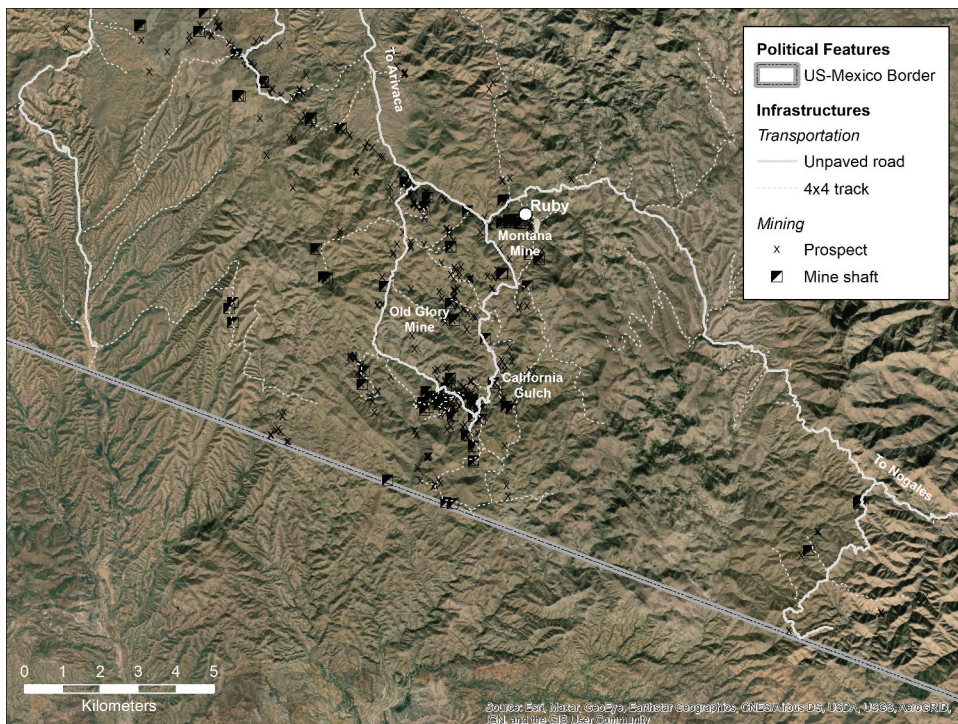 To Arivaca
Political Features
US-Mexico Border
Infrastructures
Transportation
Unpaved road
4x4 track
Mining
Prospect
Mine shaft
Ruby
Montana
Mine
Old Glory
Mine
California
Gulch
To Nogales
0 1 2 3 4 5
Kilometers
Source: Esri, Maxar, GeoEye, Earthstar Geographics, CNES/Airbus DS, USDA, USGS, AeroGRID,
IGN, and the GIS User Community